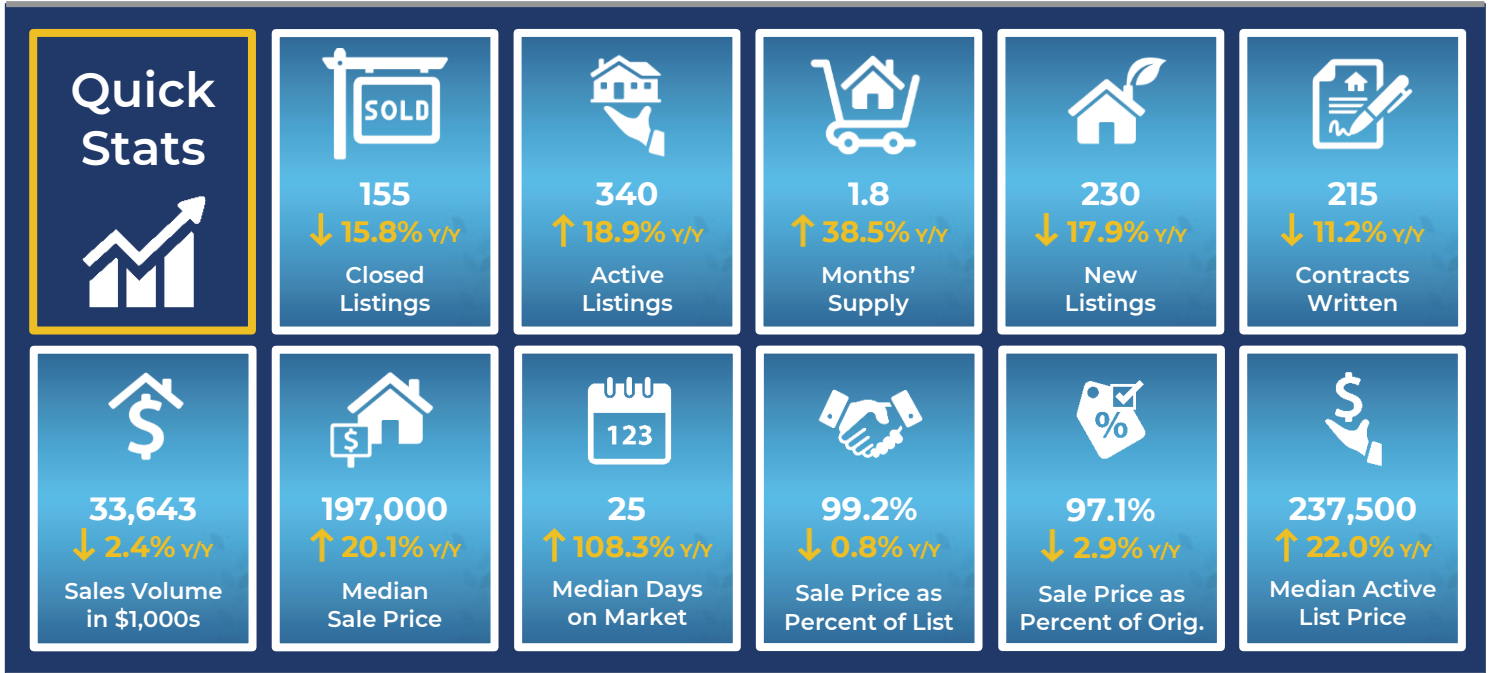 Quick
Stats
SOLD
155
↓ 15.8% Y/Y
Closed
Listings
340
↑ 18.9% Y/Y
Active
Listings
1.8
↑ 38.5% Y/Y
Months’
Supply
230
↓ 17.9% Y/Y
New
Listings
215
↓ 11.2% Y/Y
Contracts
Written
$
33,643
↓ 2.4% Y/Y
Sales Volume
in $1,000s
$
197,000
↑ 20.1% Y/Y
Median
Sale Price
123
25
↑ 108.3% Y/Y
Median Days
on Market
99.2%
↓ 0.8% Y/Y
Sale Price as
Percent of List
%
97.1%
↓ 2.9% Y/Y
Sale Price as
Percent of Orig.
$
237,500
↑ 22.0% Y/Y
Median Active
List Price